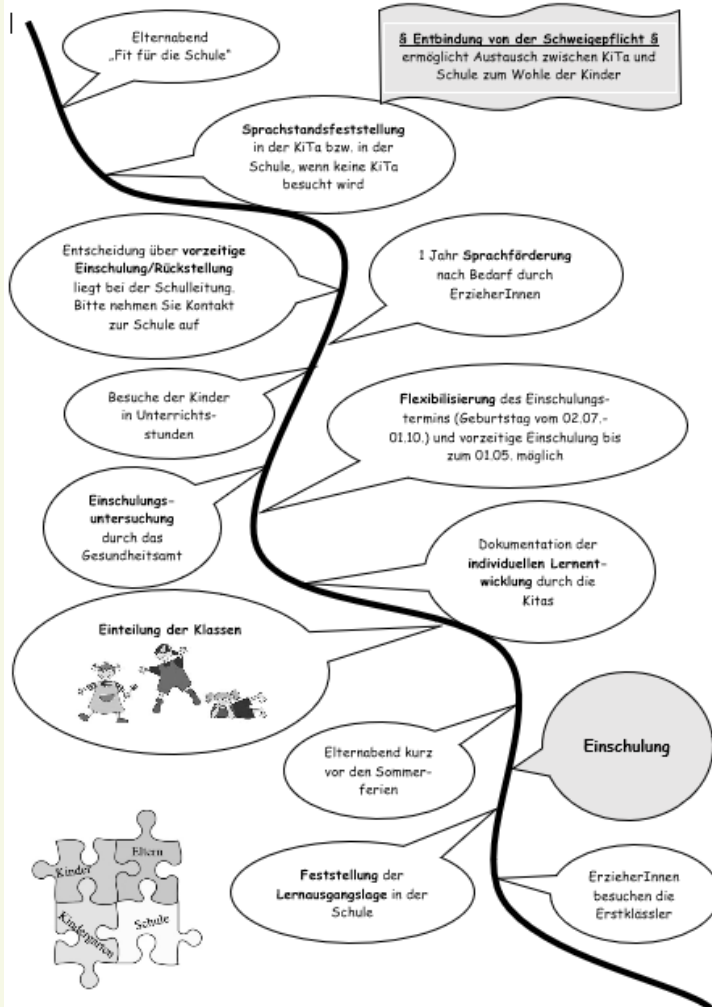 Elternabend
„Fit für die Schule"
§ Entbindung von der Schweigepflicht §
ermöglicht Austausch zwischen KiTa und
Schule zum Wohle der Kinder
Sprachstandsfeststellung
in der KiTa bzw. in der
Schule, wenn keine KiTa
besucht wird
Entscheidung über vorzeitige
Einschulung/Rückstellung
liegt bei der Schulleitung.
Bitte nehmen Sie Kontakt
zur Schule auf
1 Jahr Sprachförderung
nach Bedarf durch
ErzieherInnen
Besuche der Kinder
in Unterrichts-
stunden
Flexibilisierung des Einschulungs-
termins (Geburtstag vom 02.07.-
01.10.) und vorzeitige Einschulung bis
zum 01.05. möglich
Einschulungs-
untersuchung
durch das
Gesundheitsamt
Dokumentation der
individuellen Lernent-
wicklung durch die
Kitas
Einteilung der Klassen
Elternabend kurz
vor den Sommer-
ferien
Einschulung
Feststellung der
Lernausgangslage in der
Schule
ErzieherInnen
besuchen die
Erstklässler
Kinder
Eltern
Kindergarten
Schule